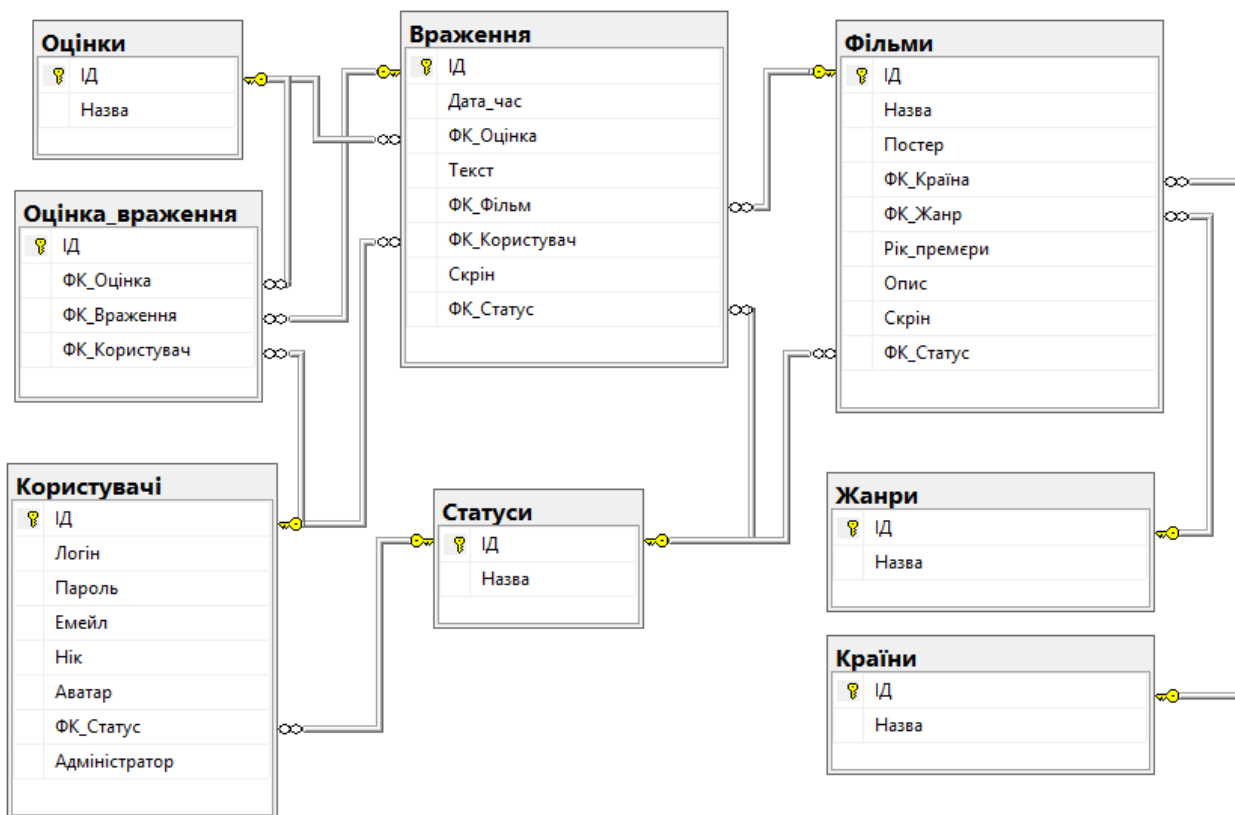 Оцінки
ІД
Назва
Оцінка_враження
ІД
ФК_Оцінка
ФК_Враження
ФК_Користувач
Користувачі
ІД
Логін
Пароль
Емейл
Нік
Аватар
ФК_Статус
Адміністратор
Враження
ІД
Дата_час
ФК_Оцінка
Текст
ФК_Фільм
ФК_Користувач
Скрін
ФК_Статус
Статуси
ІД
Назва
Фільми
ІД
Назва
Постер
ФК_Країна
ФК_Жанр
Рік_премєри
Опис
Скрін
ФК_Статус
Жанри
ІД
Назва
Країни
ІД
Назва